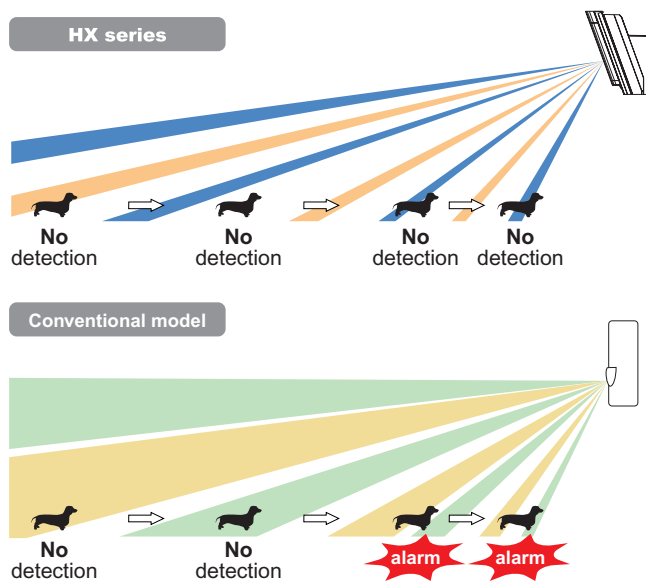 HX series
No No No No
detection detection detection detection
Conventional model
No No alarm alarm
detection detection